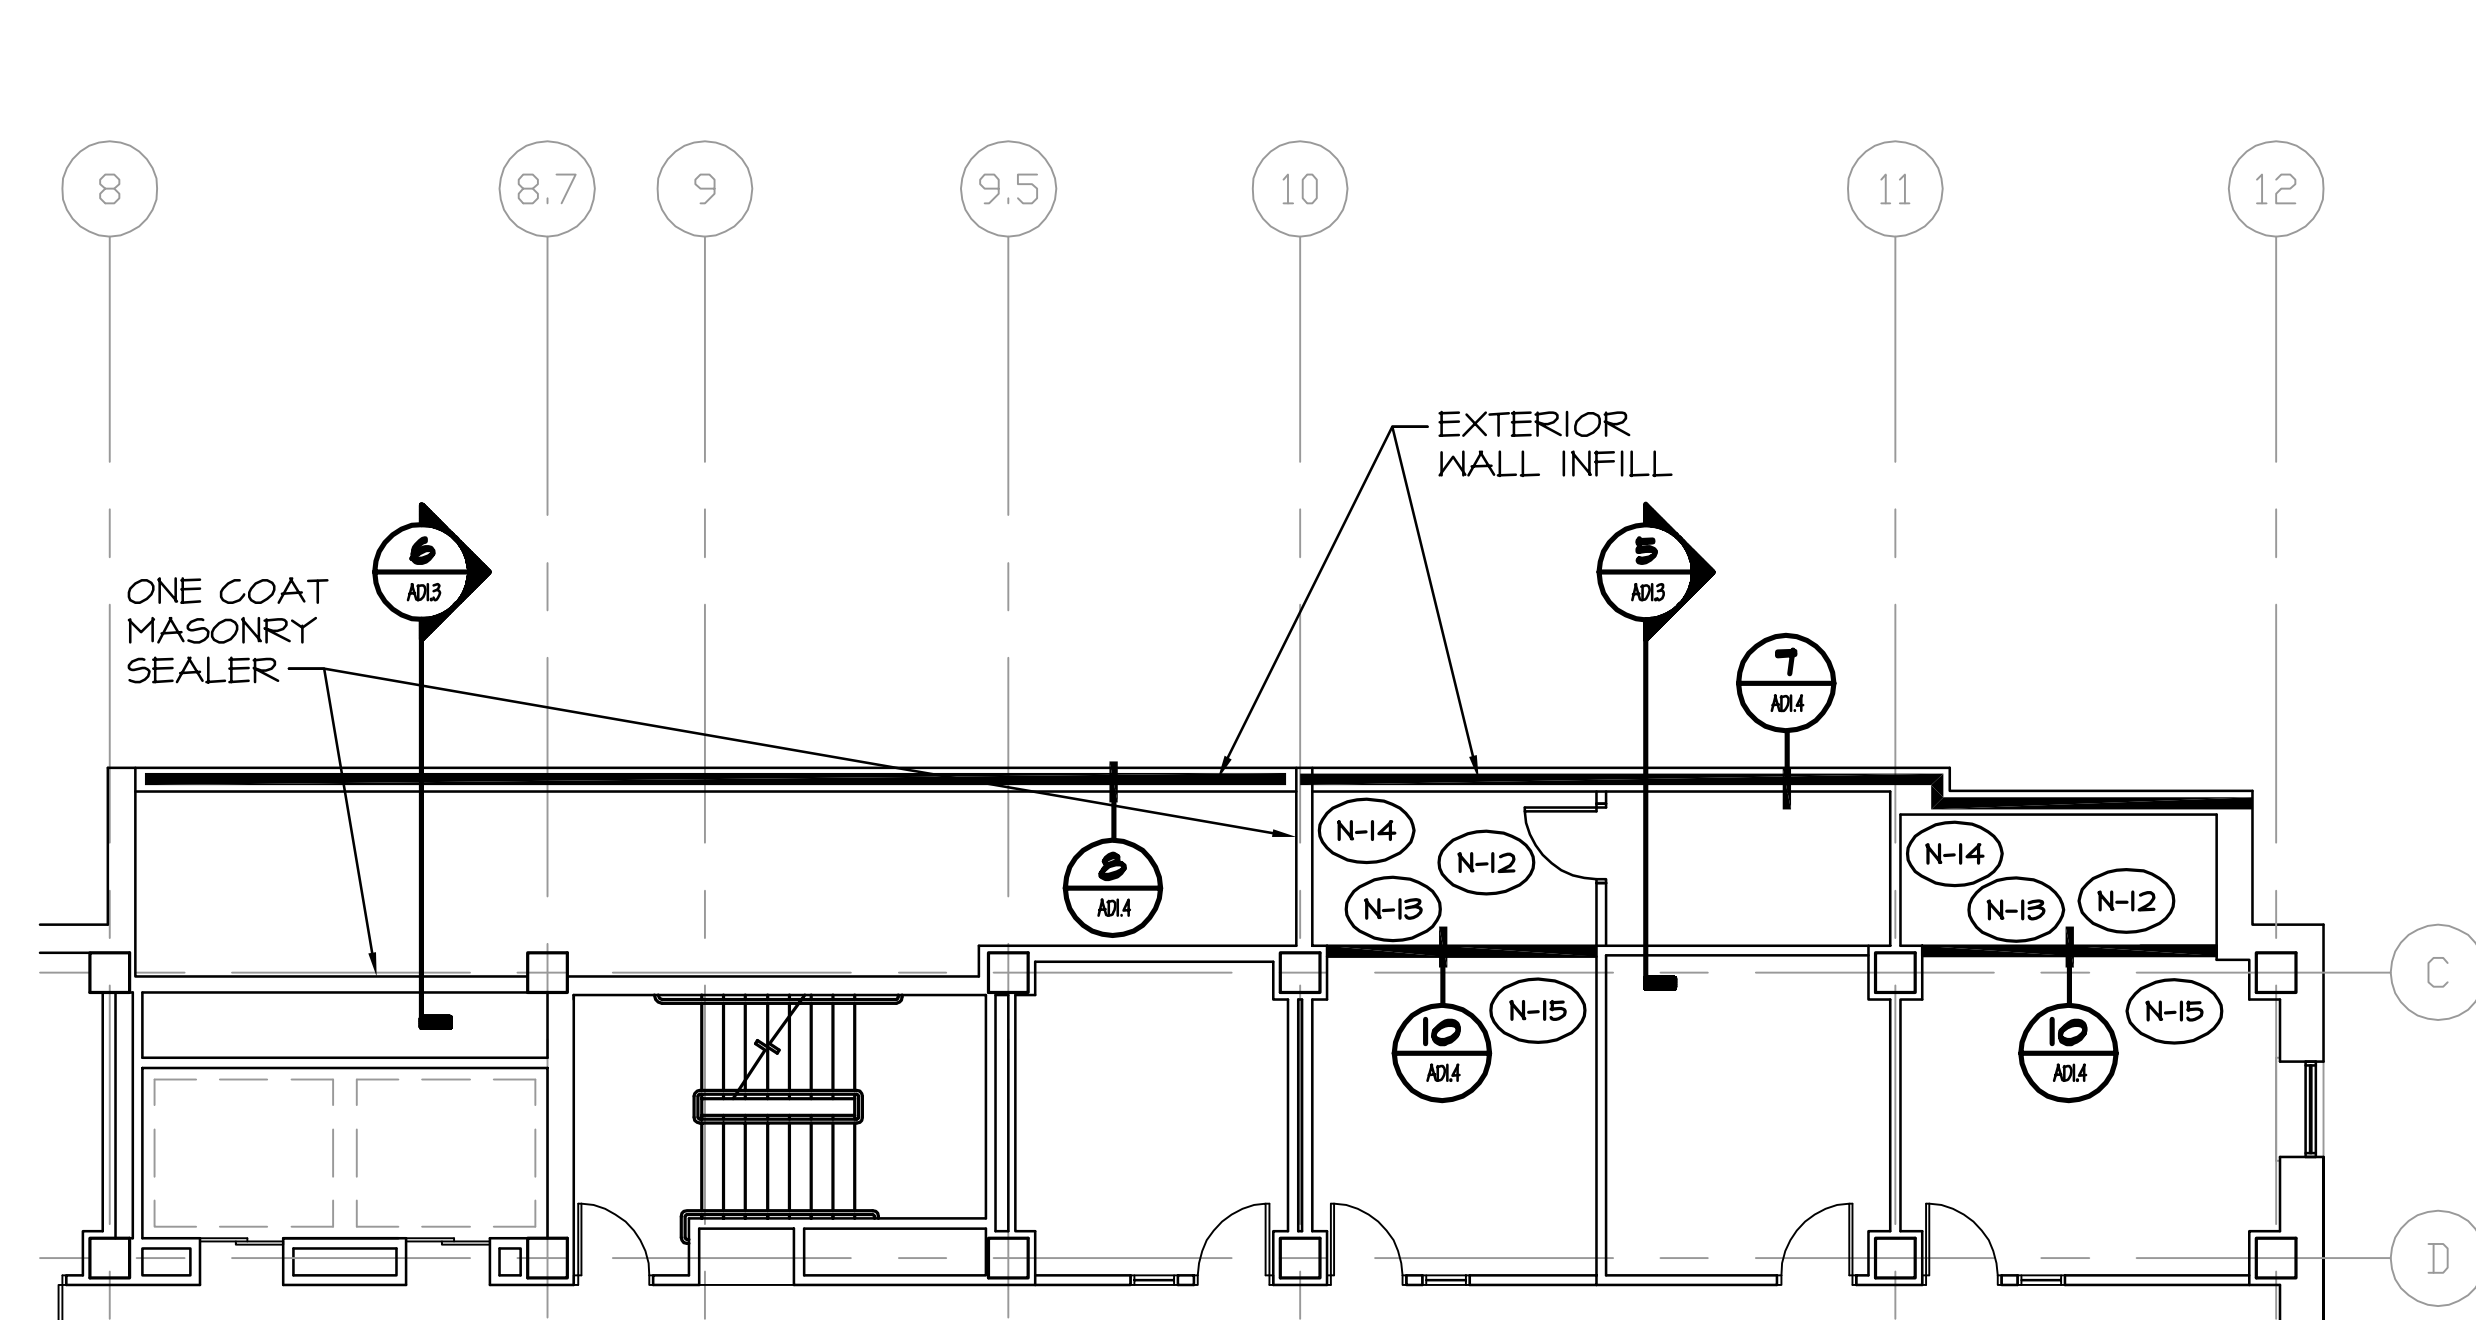 8
8.7
9
9.5
10
11
12
EXTERIOR
WALL INFILL
6
AD1.3
5
AD1.3
ONE COAT
MASONRY
SEALER
7
AD1.4
N-14
N-12
N-13
8
AD1.4
N-14
N-13
N-12
C
N-15
N-15
10
AD1.4
10
AD1.4
D